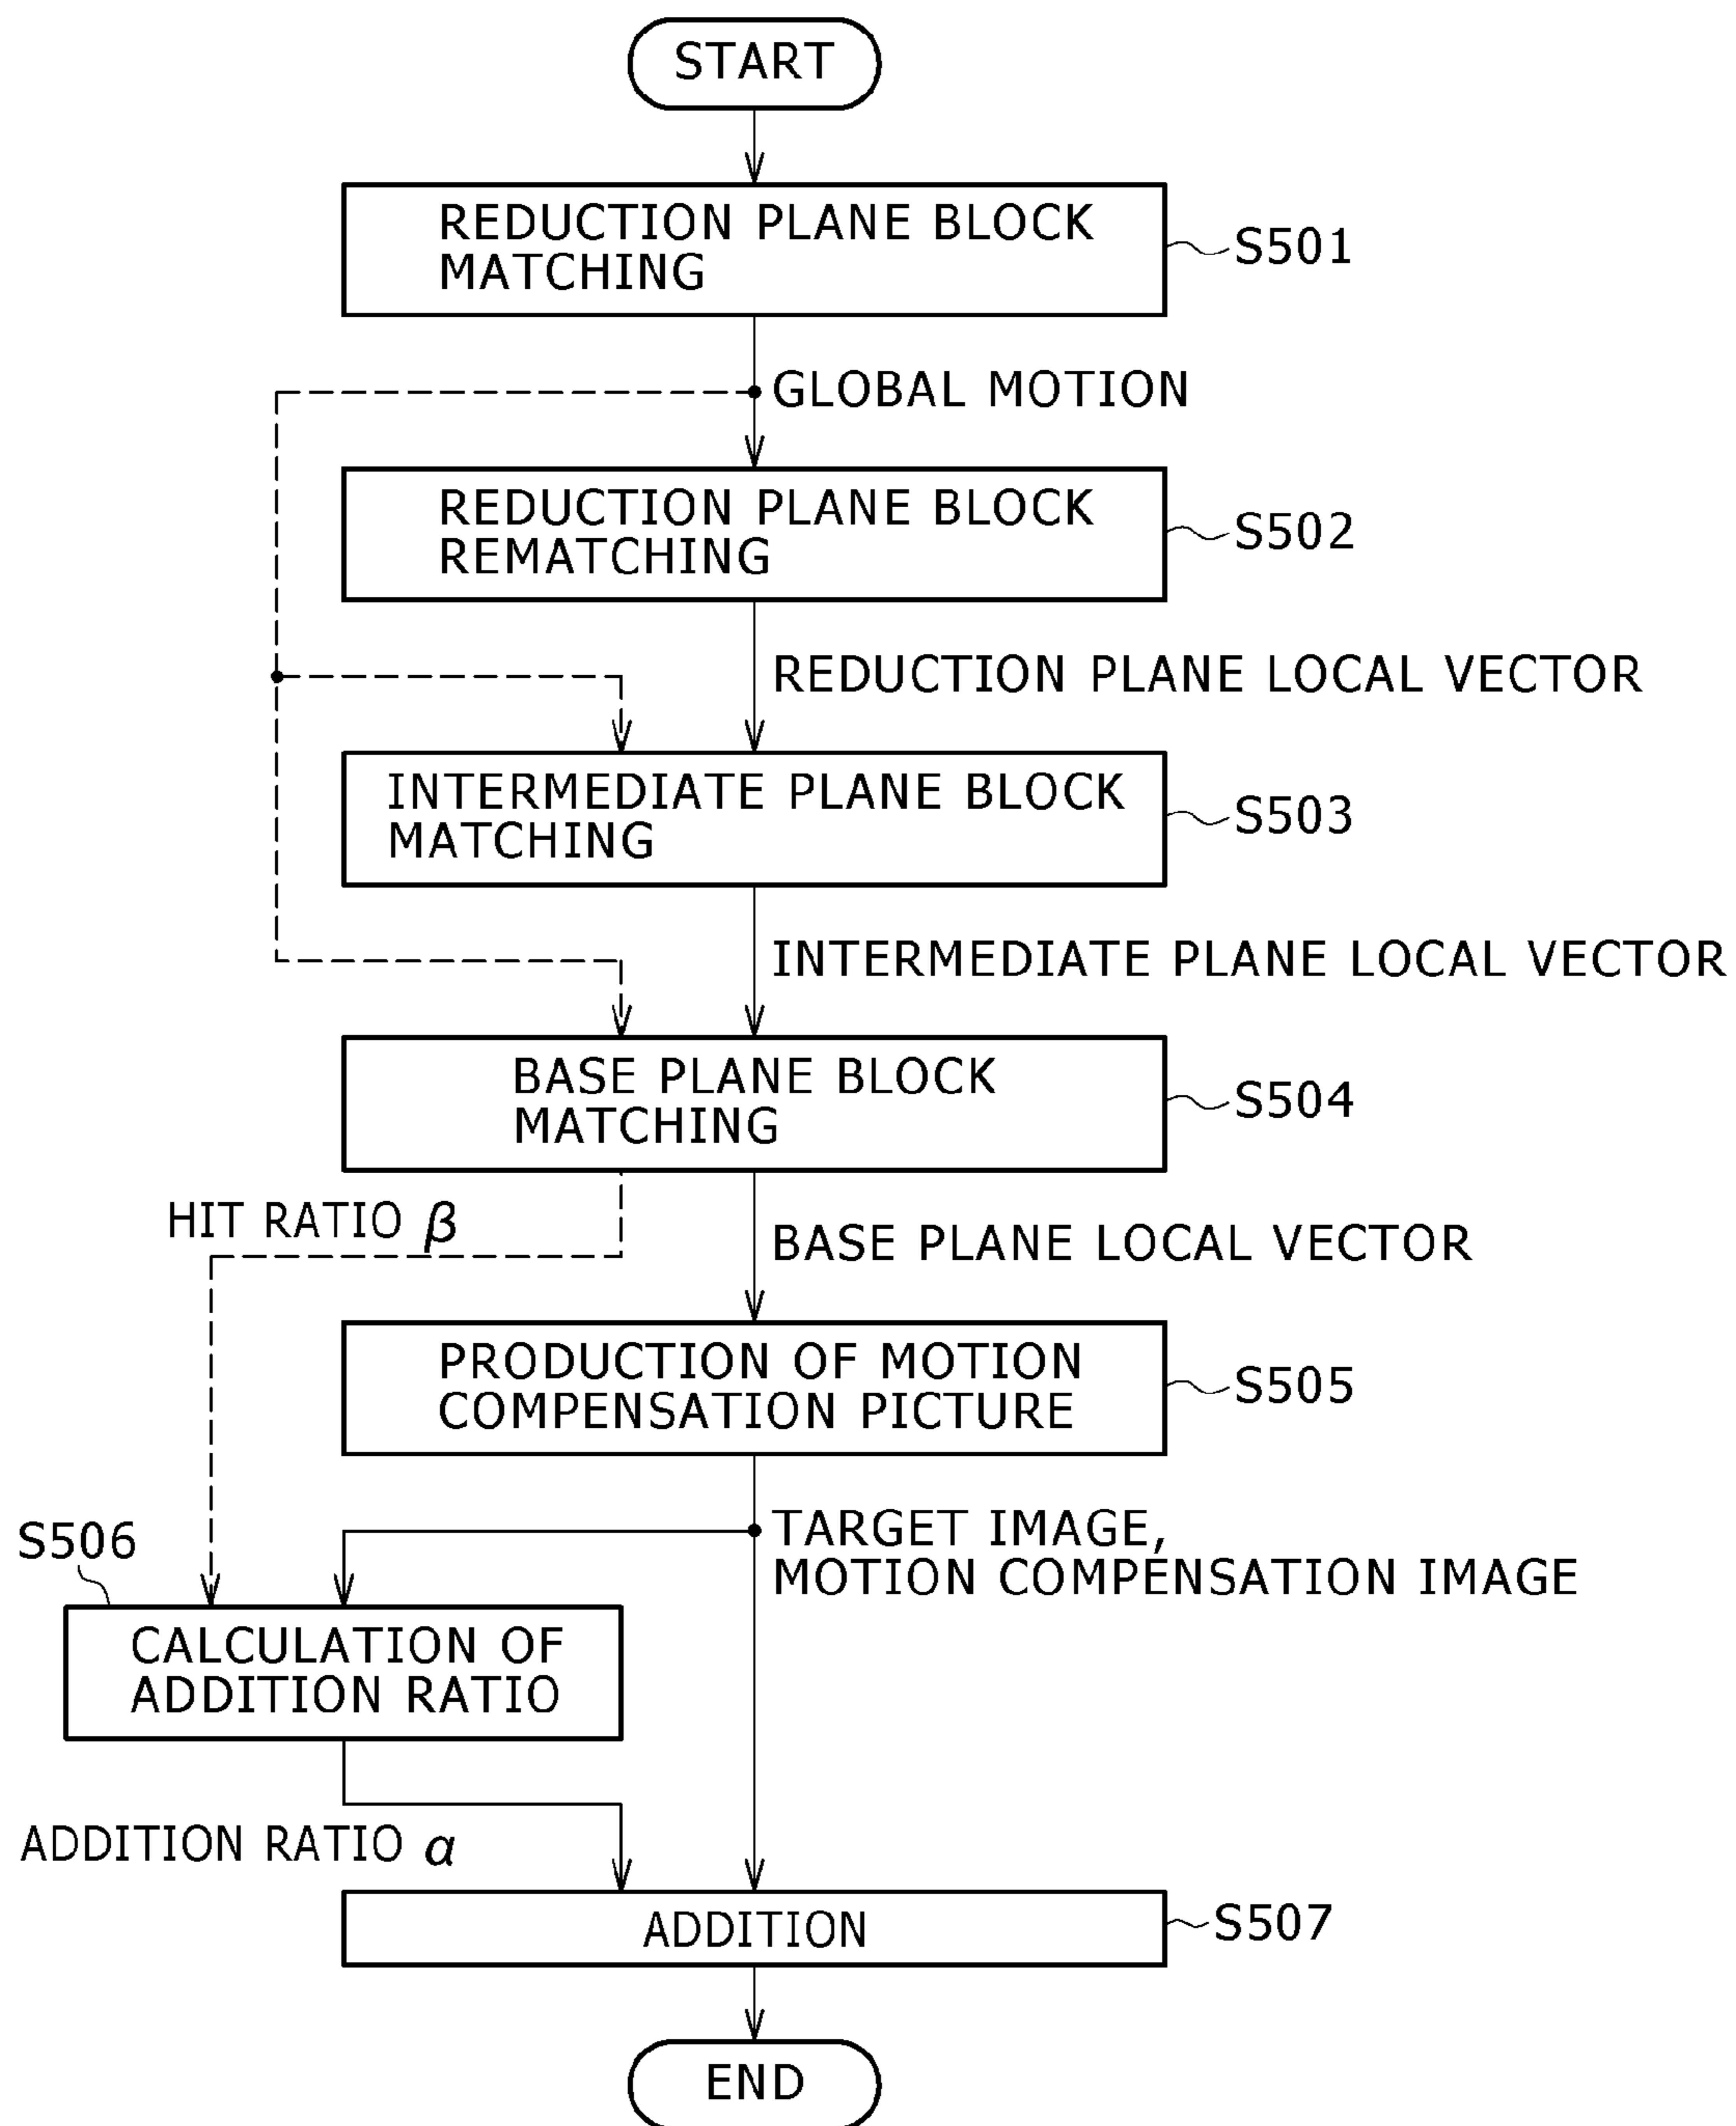 START
REDUCTION PLANE BLOCK
MATCHING
S501
GLOBAL MOTION
REDUCTION PLANE BLOCK
REMATCHING
S502
REDUCTION PLANE LOCAL VECTOR
INTERMEDIATE PLANE BLOCK
MATCHING
S503
INTERMEDIATE PLANE LOCAL VECTOR
BASE PLANE BLOCK
MATCHING
S504
HIT RATIO β
BASE PLANE LOCAL VECTOR
PRODUCTION OF MOTION
COMPENSATION PICTURE
S505
TARGET IMAGE,
MOTION COMPENSATION IMAGE
S506
CALCULATION OF
ADDITION RATIO
ADDITION RATIO α
ADDITION
S507
END